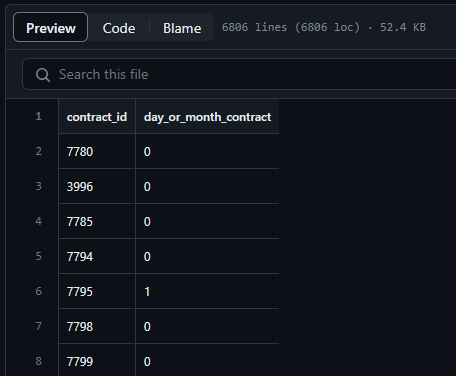 Preview Code Blame 6806 lines (6806 loc) · 52.4 KB
Search this file
1 contract_id day_or_month_contract
2 7780 0
3 3996 0
4 7785 0
5 7794 0
6 7795 1
7 7798 0
8 7799 0